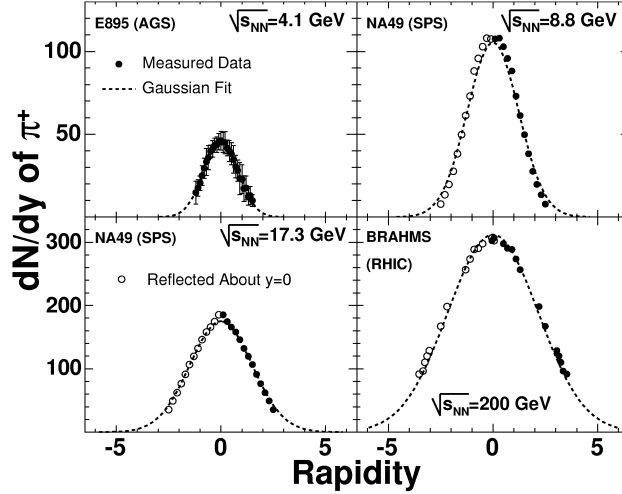 E895 (AGS)
√sNN=4.1 GeV
Measured Data
Gaussian Fit
NA49 (SPS)
√sNN=8.8 GeV
100
50
dN/dy of π+
NA49 (SPS)
√sNN=17.3 GeV
Reflected About y=0
BRAHMS
(RHIC)
√sNN=200 GeV
300
200
100
-5 0 5 -5 0 5
Rapidity